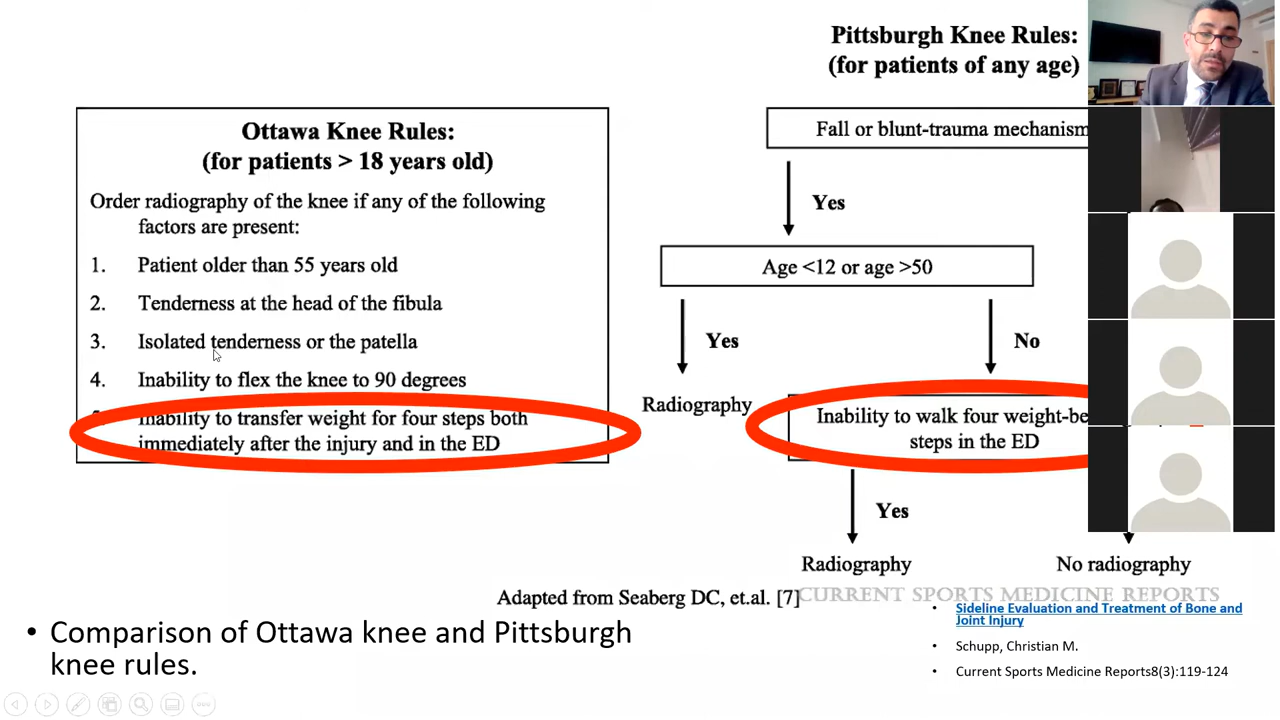 Pittsburgh Knee Rules:
(for patients of any age)
Fall or blunt-trauma mechanism
Yes
Age <12 or age >50
Yes
No
Radiography
Inability to walk four
steps in the ED
Yes
Radiography
No radiography
Ottawa Knee Rules:
(for patients > 18 years old)
Order radiography of the knee if any of the following
factors are present:
1. Patient older than 55 years old
2. Tenderness at the head of the fibula
3. Isolated tenderness or the patella
4. Inability to flex the knee to 90 degrees
Inability to transfer weight for four steps both
immediately after the injury and in the ED
Adapted from Seaberg DC, et.al. [7]
CURRENT SPORTS MEDICINE REPORTS
• Comparison of Ottawa knee and Pittsburgh
knee rules.
• Sideline Evaluation and Treatment of Bone and
Joint Injury
• Schupp, Christian M.
• Current Sports Medicine Reports8(3):119-124